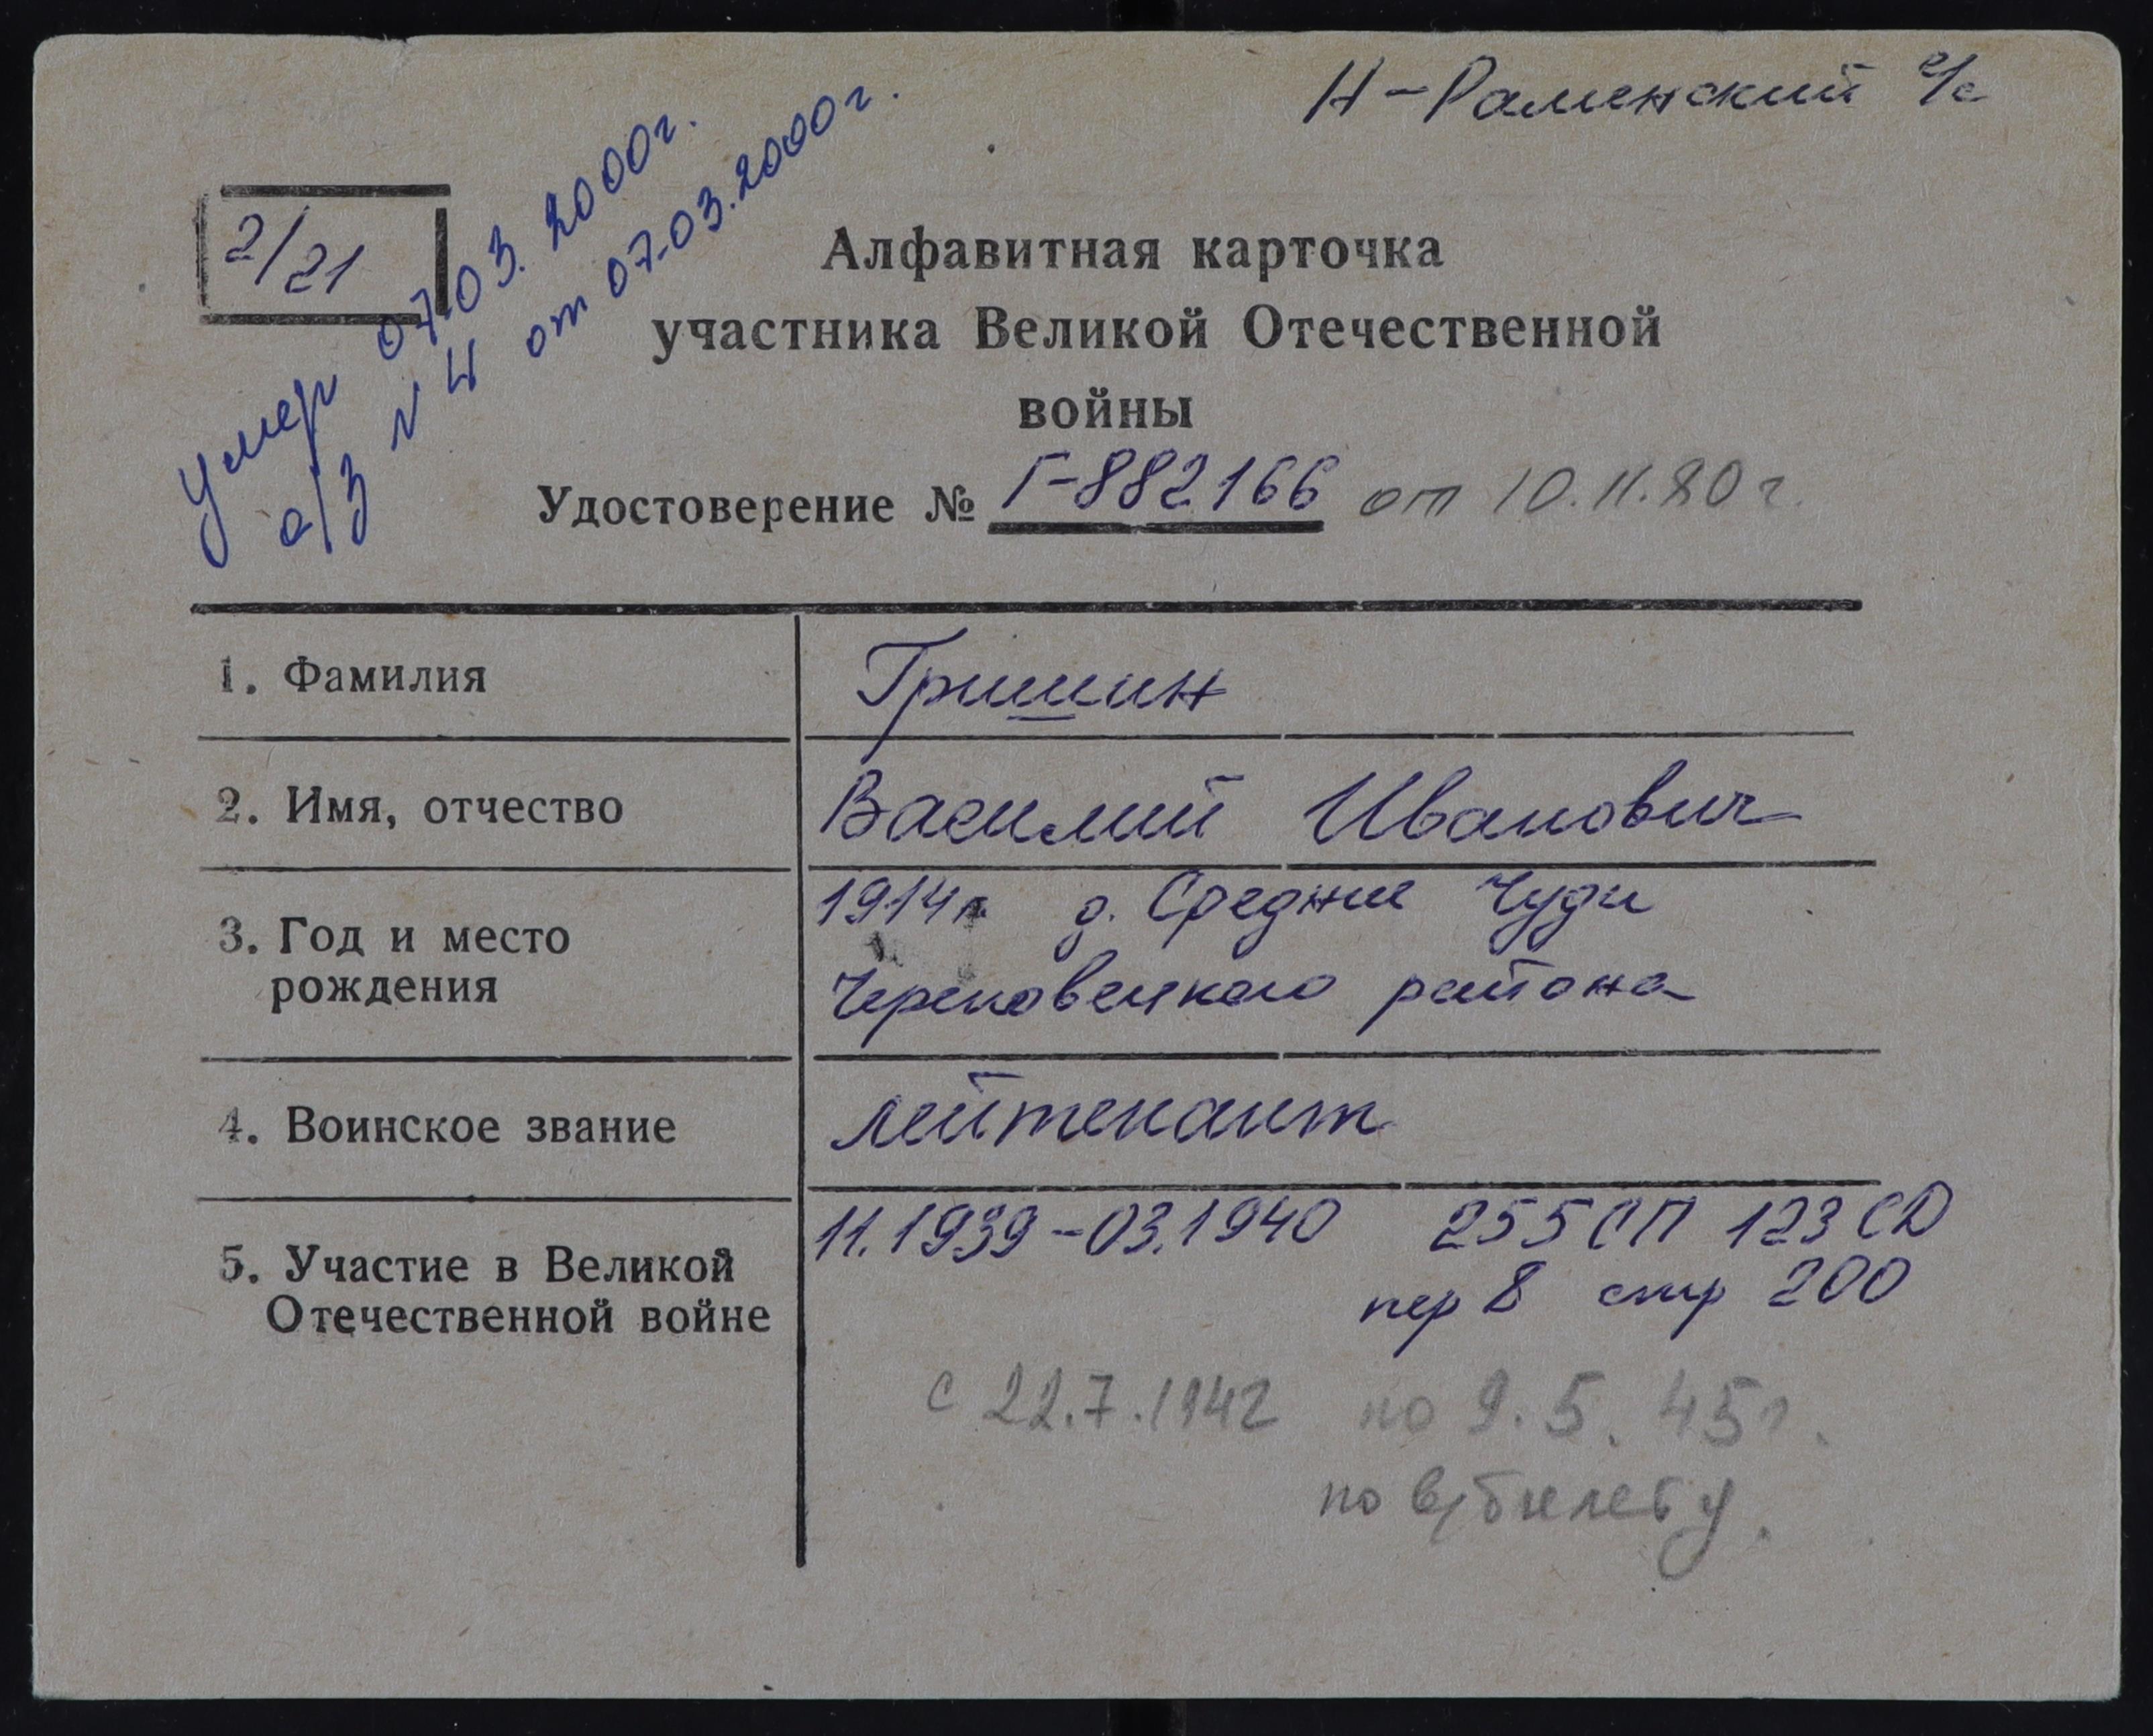 Н-Раменский с/с
2/21
Умер 07.03.2000г.
а/з №4 от 07.03.2000г.
Алфавитная карточка
участника Великой Отечественной
войны
Удостоверение № Г-882166 от 10.11.80г.
1. Фамилия
Гришин
2. Имя, отчество
Василий Иванович
3. Год и место
рождения
1914г д. Средние Чуди
Череповецкого района
4. Воинское звание
лейтенант
5. Участие в Великой
Отечественной войне
11.1939-03.1940 255 СП 123 СД
пер 8 стр 200
с 22.7.1942 по 9.5.45г.
по в/билету.